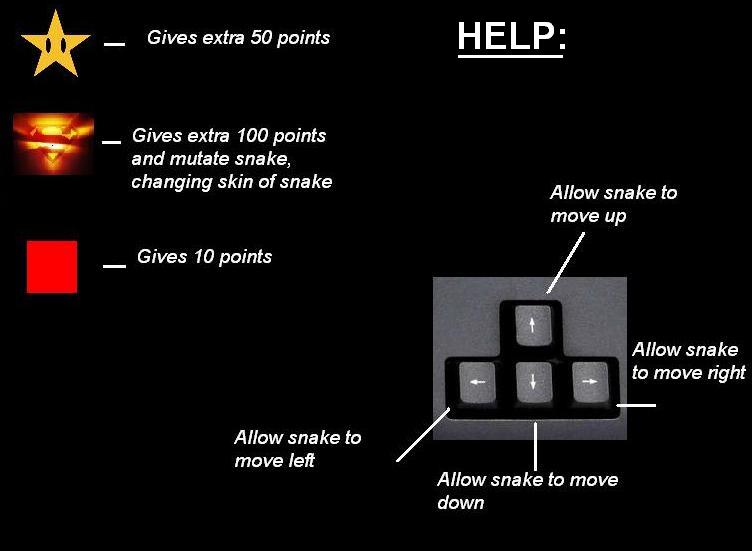 HELP:
Gives extra 50 points
Gives extra 100 points
and mutate snake,
changing skin of snake
Gives 10 points
Allow snake to
move up
Allow snake
to move right
Allow snake to
move left
Allow snake to move
down